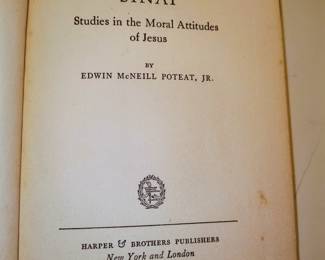 SINAI
Studies in the Moral Attitudes
of Jesus
BY
EDWIN McNEILL POTEAT, JR.
HARPER & BROTHERS PUBLISHERS
New York and London